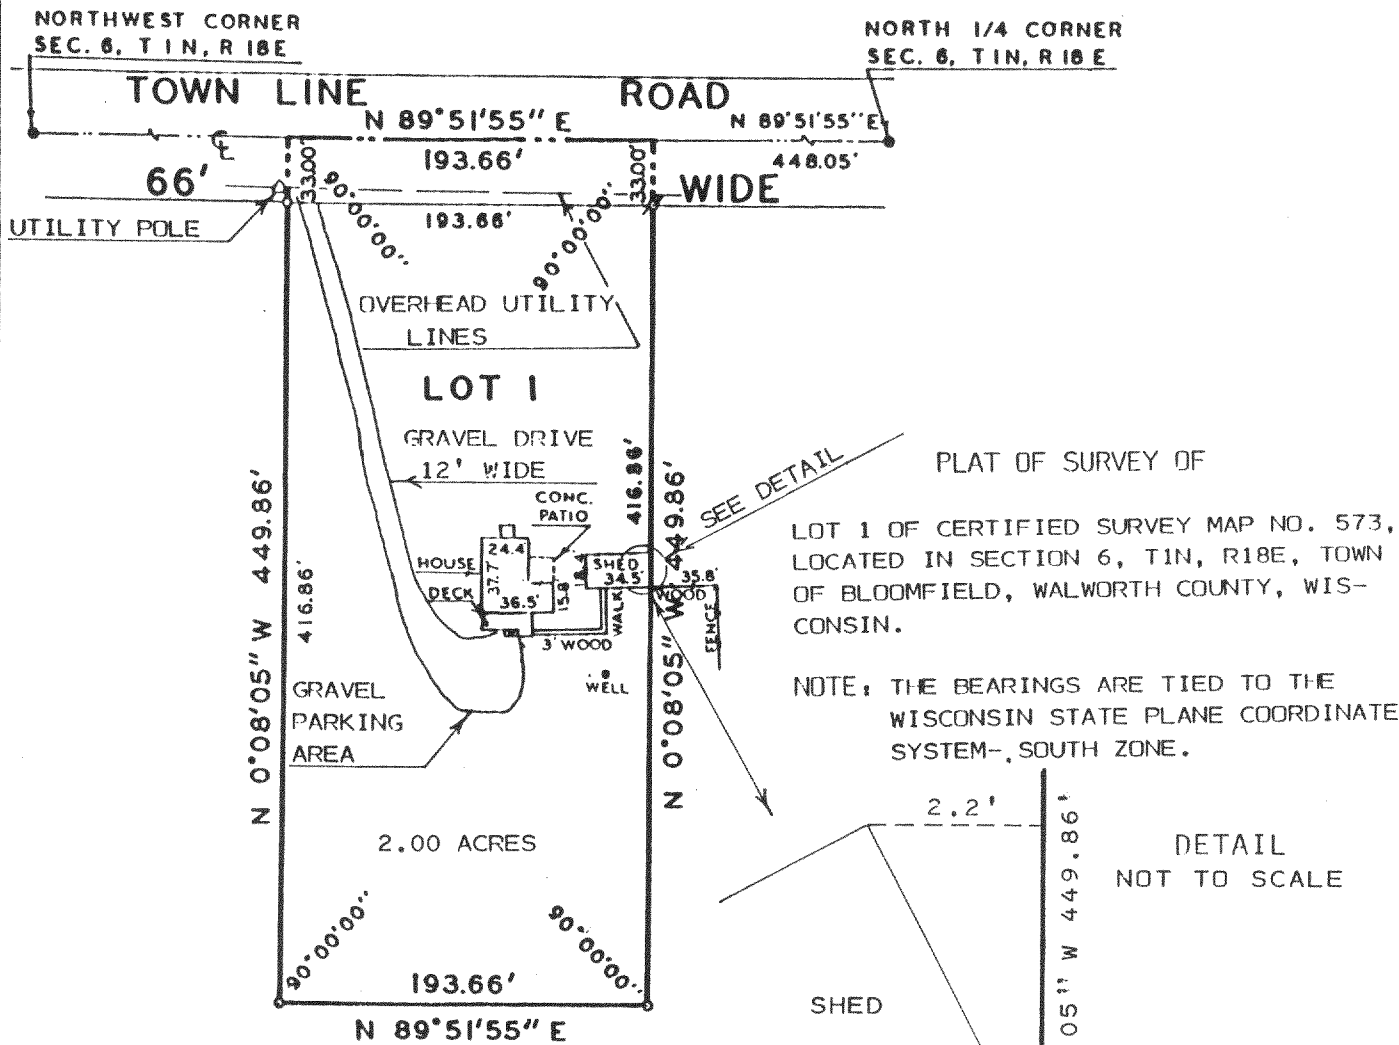 NORTHWEST CORNER
SEC. 6, T 1 N, R 18 E
NORTH 1/4 CORNER
SEC. 6, T 1 N, R 18 E
TOWN LINE ROAD
N 89°51'55" E
N 89°51'55" E
193.66'
448.05'
33.00'
33.00'
66'
WIDE
193.66'
UTILITY POLE
90°00'00"
90°00'00"
OVERHEAD UTILITY
LINES
LOT 1
GRAVEL DRIVE
12' WIDE
SEE DETAIL
PLAT OF SURVEY OF
LOT 1 OF CERTIFIED SURVEY MAP NO. 573,
LOCATED IN SECTION 6, T1N, R18E, TOWN
OF BLOOMFIELD, WALWORTH COUNTY, WIS-
CONSIN.
NOTE: THE BEARINGS ARE TIED TO THE
WISCONSIN STATE PLANE COORDINATE
SYSTEM-, SOUTH ZONE.
N 0°08'05" W 449.86'
416.86'
416.86'
N 0°08'05" W 449.86'
CONC.
PATIO
HOUSE
24.4
37.7'
DECK
36.5'
15.8
18.4
SHED
34.5'
35.8'
WOOD
FENCE
WALK
3' WOOD
WELL
GRAVEL
PARKING
AREA
2.00 ACRES
90°00'00"
90°00'00"
193.66'
N 89°51'55" E
2.2'
DETAIL
NOT TO SCALE
SHED
05" W 449.86'